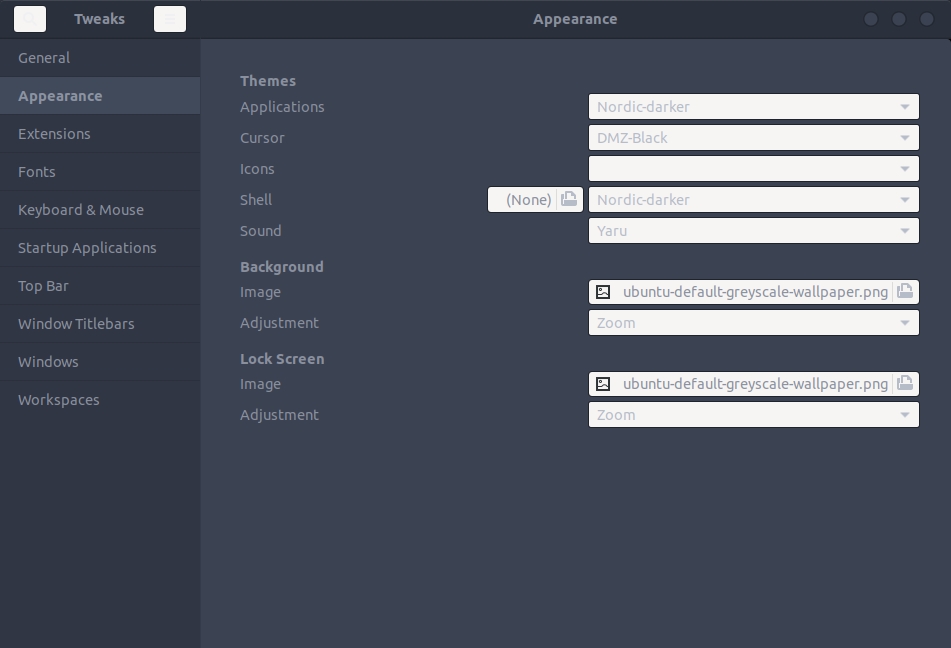 Tweaks
Appearance
General
Appearance
Extensions
Fonts
Keyboard & Mouse
Startup Applications
Top Bar
Window Titlebars
Windows
Workspaces
Themes
Applications Nordic-darker
Cursor DMZ-Black
Icons
Shell (None) Nordic-darker
Sound Yaru
Background
Image ubuntu-default-greyscale-wallpaper.png
Adjustment Zoom
Lock Screen
Image ubuntu-default-greyscale-wallpaper.png
Adjustment Zoom